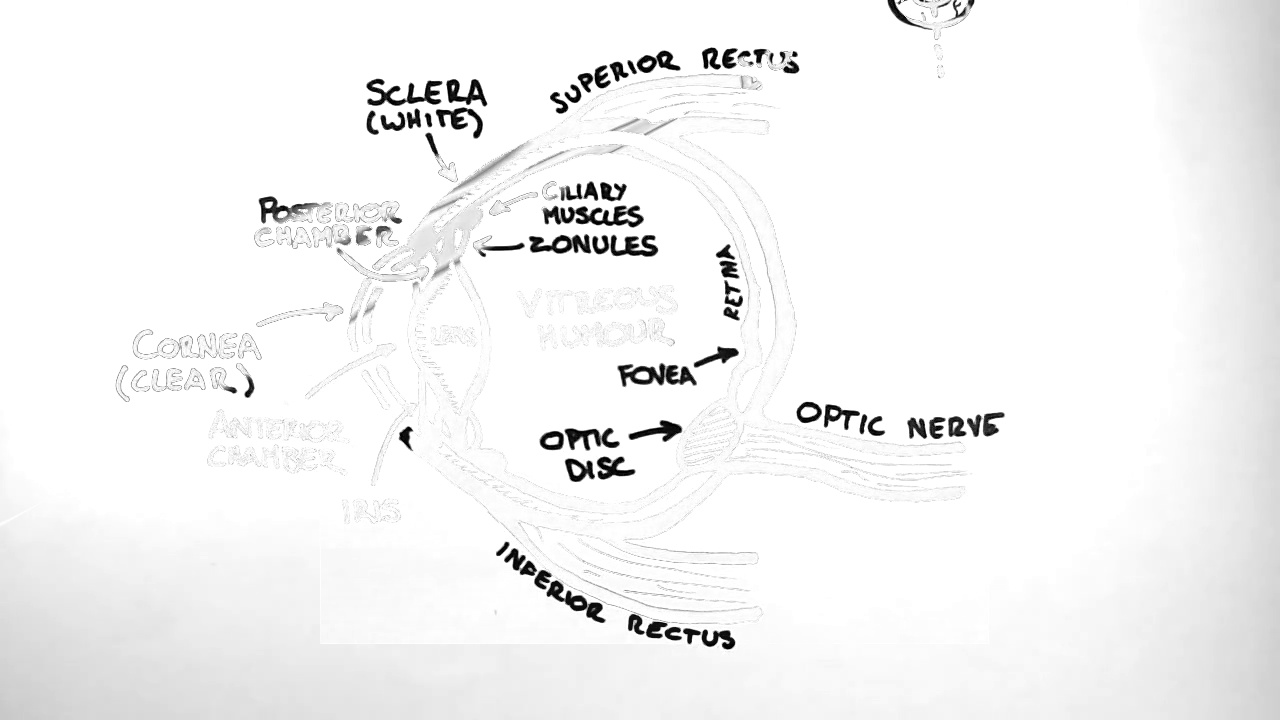 SUPERIOR RECTUS
SCLERA
(WHITE)
CILIARY
MUSCLES
POSTERIOR
CHAMBER
ZONULES
RETINA
VITREOUS
HUMOUR
LENS
CORNEA
(CLEAR)
FOVEA
ANTERIOR
CHAMBER
OPTIC NERVE
OPTIC
DISC
IRIS
INFERIOR RECTUS